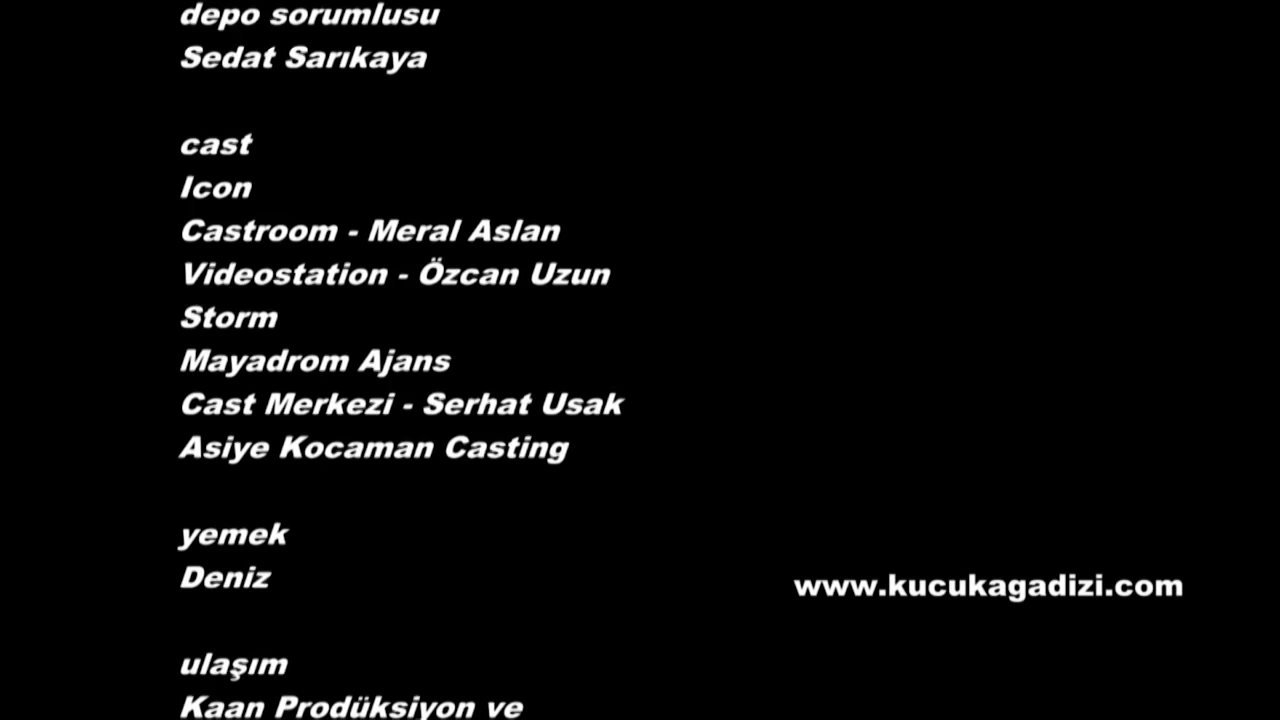 depo sorumlusu
Sedat Sarıkaya
cast
Icon
Castroom - Meral Aslan
Videostation - Özcan Uzun
Storm
Mayadrom Ajans
Cast Merkezi - Serhat Usak
Asiye Kocaman Casting
yemek
Deniz
www.kucukagadizi.com
ulaşım
Kaan Prodüksiyon ve